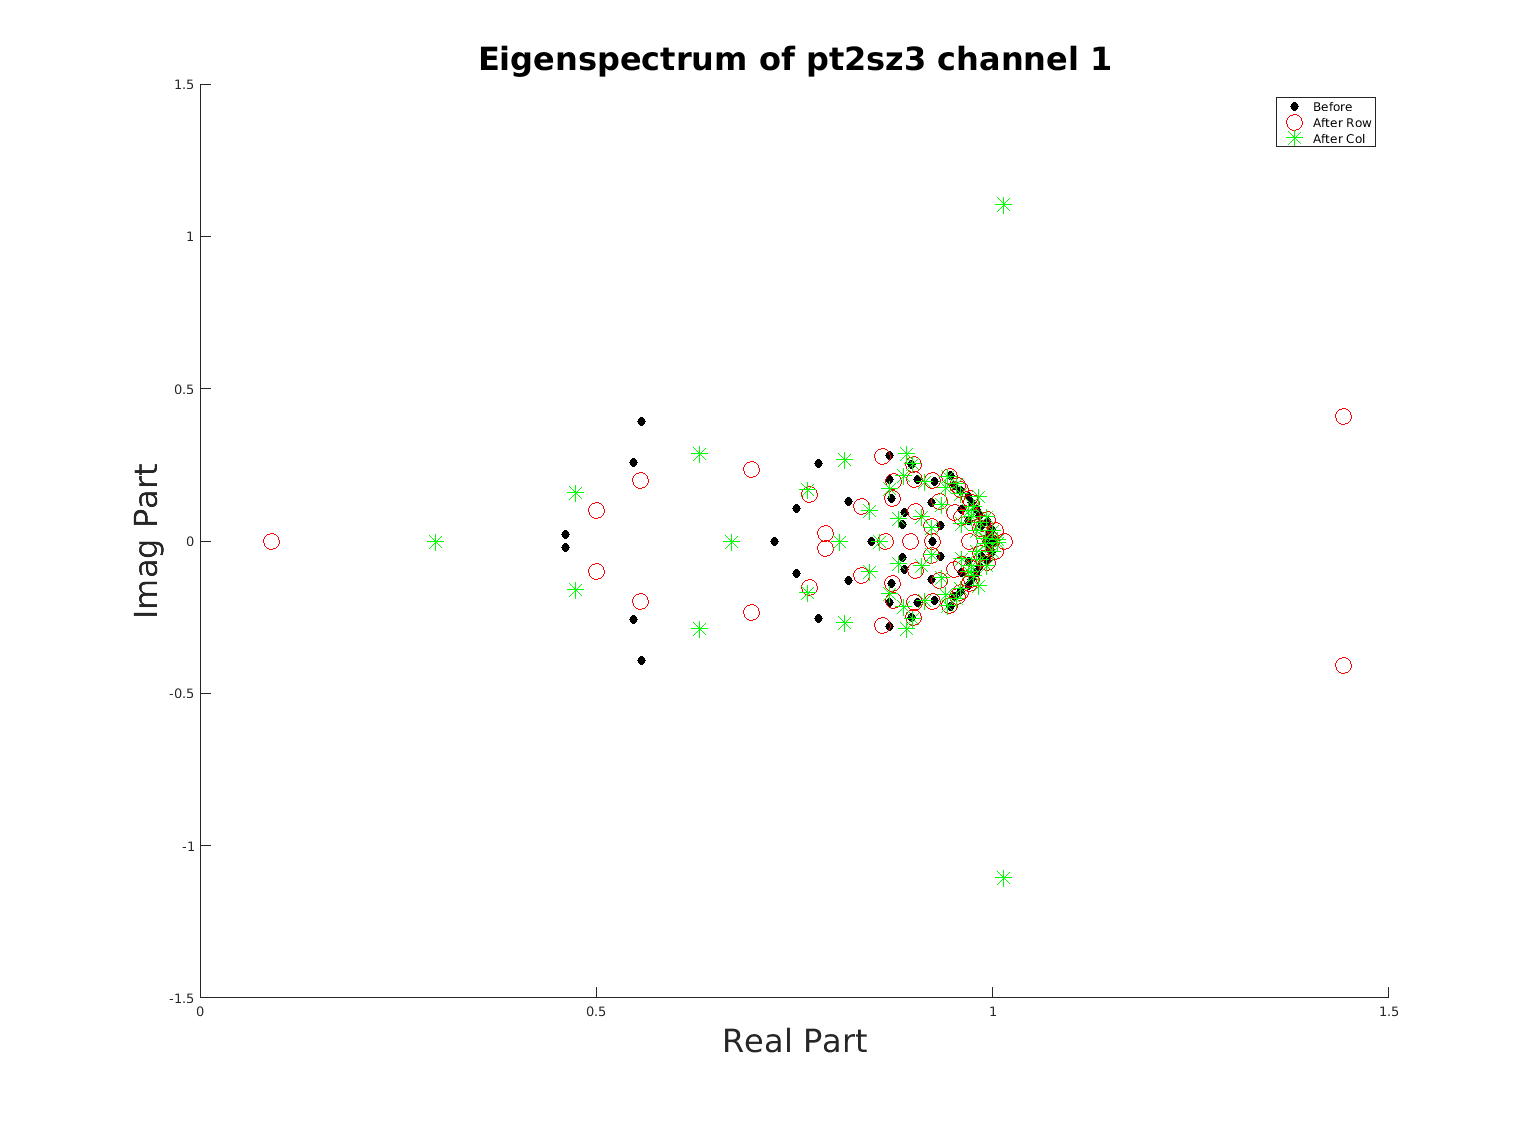 Eigenspectrum of pt2sz3 channel 1
1.5
Before
After Row
After Col
1
0.5
Imag Part
0
-0.5
-1
-1.5
0
0.5
1
1.5
Real Part